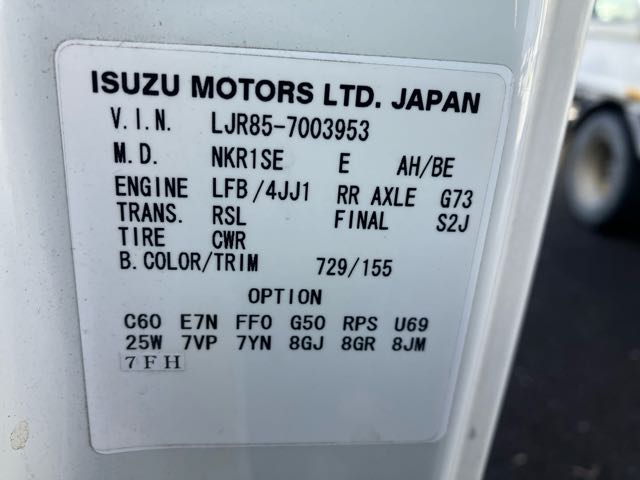 ISUZU MOTORS LTD. JAPAN
V.I.N. LJR85-7003953
M.D. NKR1SE E AH/BE
ENGINE LFB/4JJ1 RR AXLE G73
TRANS. RSL FINAL S2J
TIRE CWR
B.COLOR/TRIM 729/155
OPTION
C60 E7N FF0 G50 RPS U69
25W 7VP 7YN 8GJ 8GR 8JM
7FH